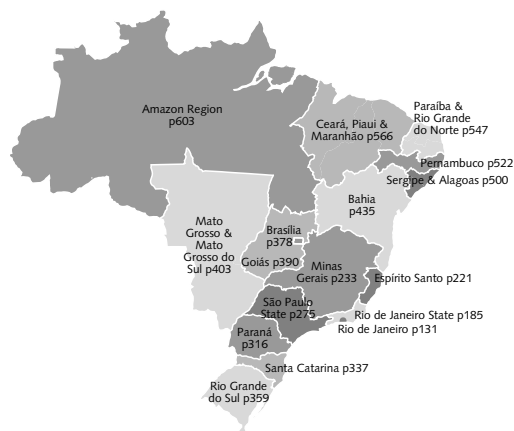 Amazon Region
p603
Ceará, Piaui &
Maranhão p566
Paraíba &
Rio Grande
do Norte p547
Pernambuco p522
Sergipe & Alagoas p500
Bahia
p435
Mato
Grosso &
Mato
Grosso do
Sul p403
Brasília
p378
Goiás p390
Minas
Gerais p233
Espírito Santo p221
São Paulo
State p275
Rio de Janeiro State p185
Rio de Janeiro p131
Paraná
p316
Santa Catarina p337
Rio Grande
do Sul p359